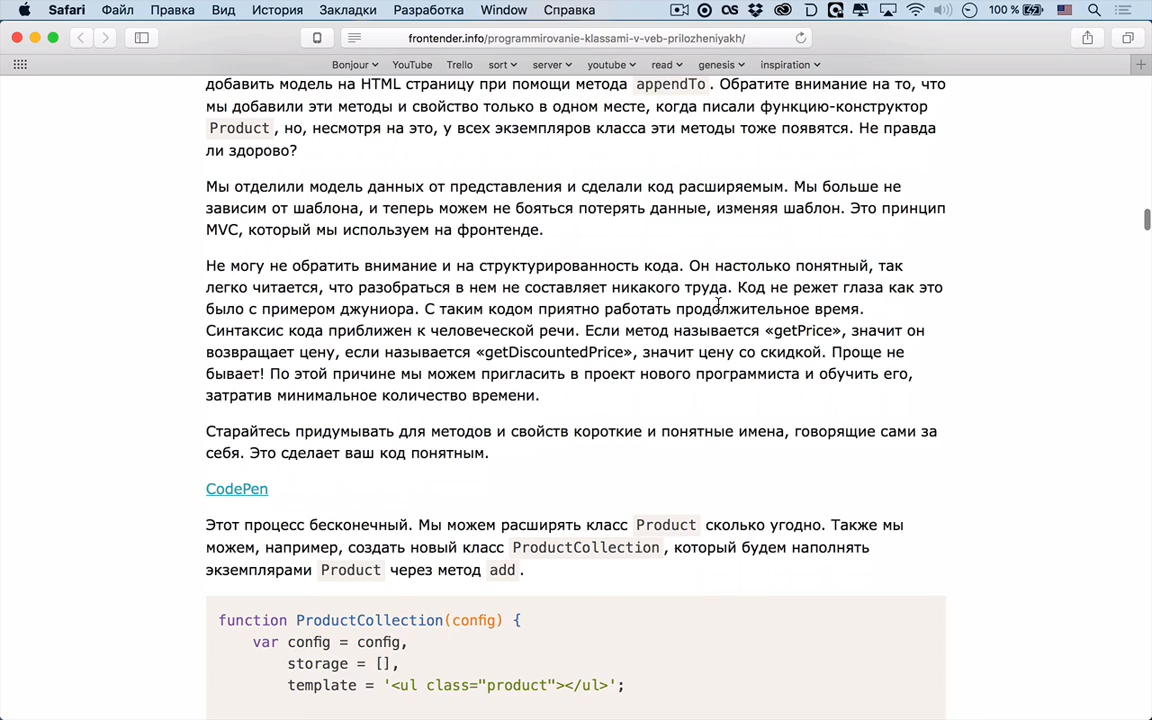 Safari Файл Правка Вид История Закладки Разработка Window Справка 100 %
frontender.info/programmirovanie-klassami-v-veb-prilozheniyakh/
Bonjour YouTube Trello sort server youtube read genesis inspiration
добавить модель на HTML страницу при помощи метода appendTo. Обратите внимание на то, что
мы добавили эти методы и свойство только в одном месте, когда писали функцию-конструктор
Product, но, несмотря на это, у всех экземпляров класса эти методы тоже появятся. Не правда
ли здорово?
Мы отделили модель данных от представления и сделали код расширяемым. Мы больше не
зависим от шаблона, и теперь можем не бояться потерять данные, изменяя шаблон. Это принцип
MVC, который мы используем на фронтенде.
Не могу не обратить внимание и на структурированность кода. Он настолько понятный, так
легко читается, что разобраться в нем не составляет никакого труда. Код не режет глаза как это
было с примером джуниора. С таким кодом приятно работать продолжительное время.
Синтаксис кода приближен к человеческой речи. Если метод называется «getPrice», значит он
возвращает цену, если называется «getDiscountedPrice», значит цену со скидкой. Проще не
бывает! По этой причине мы можем пригласить в проект нового программиста и обучить его,
затратив минимальное количество времени.
Старайтесь придумывать для методов и свойств короткие и понятные имена, говорящие сами за
себя. Это сделает ваш код понятным.
CodePen
Этот процесс бесконечный. Мы можем расширять класс Product сколько угодно. Также мы
можем, например, создать новый класс ProductCollection, который будем наполнять
экземплярами Product через метод add.
function ProductCollection(config) {
var config = config,
storage = [],
template = '<ul class="product"></ul>';